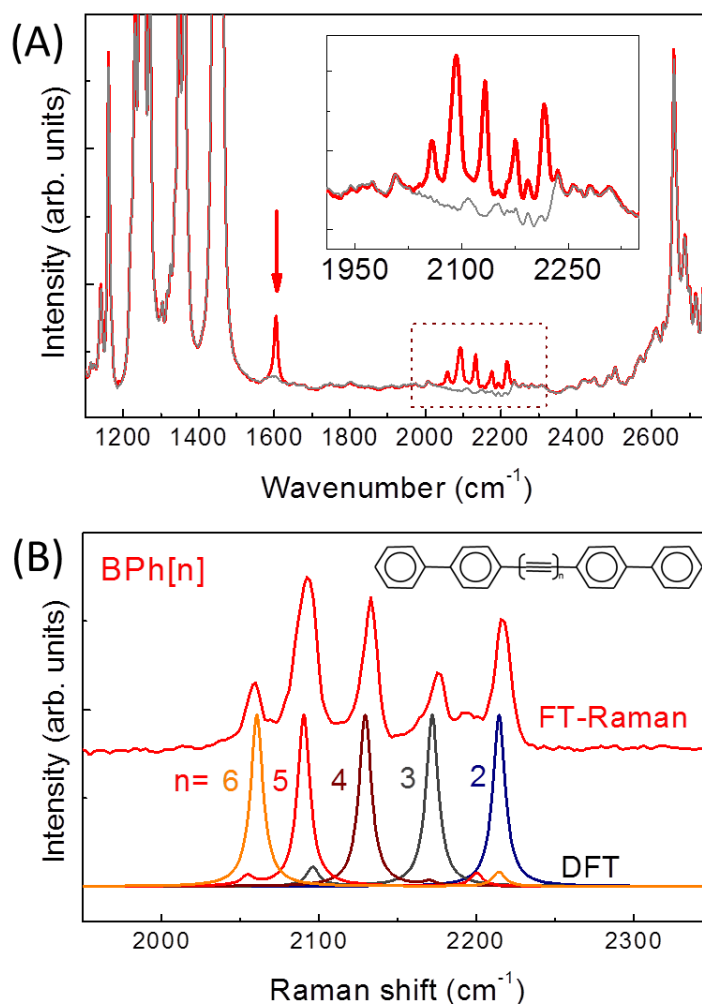 (A)
Intensity (arb. units)
1950 2100 2250
1200 1400 1600 1800 2000 2200 2400 2600
Wavenumber (cm-1)
(B)
BPh[n]
n
Intensity (arb. units)
FT-Raman
n= 6 5 4 3 2
DFT
2000 2100 2200 2300
Raman shift (cm-1)